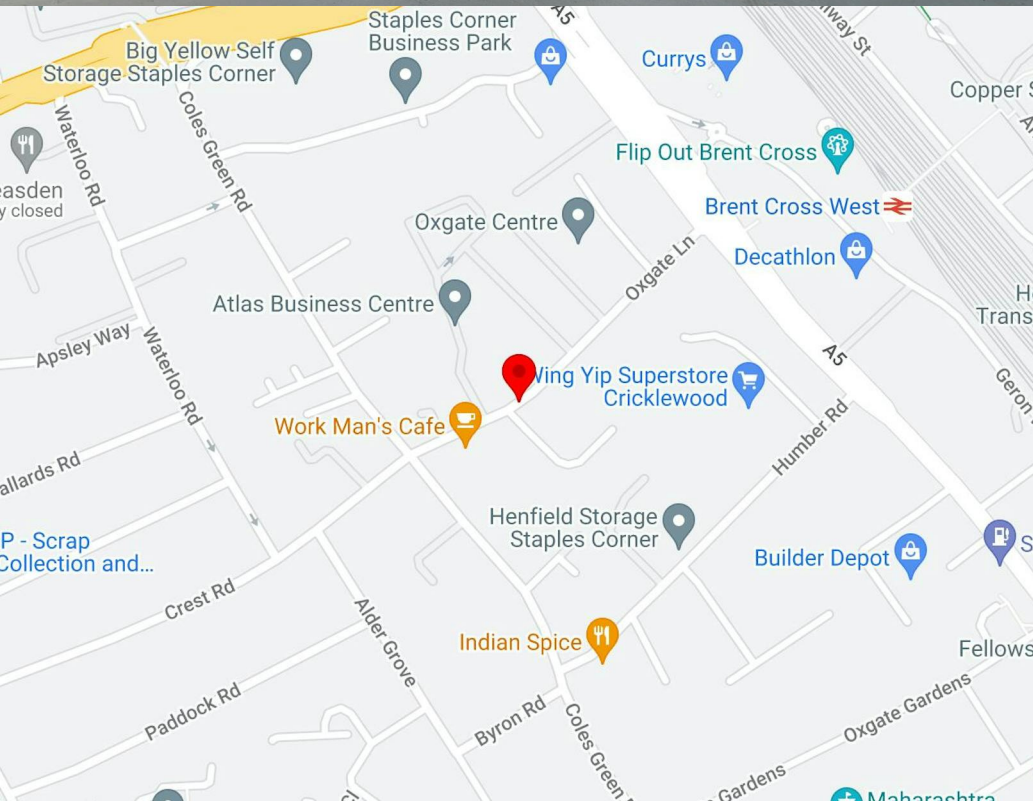 A5
Staples Corner
Business Park
Big Yellow Self
Storage Staples Corner
Currys
Copper
Waterloo Rd
Coles Green Rd
Flip Out Brent Cross
easden
y closed
Brent Cross West
Oxgate Centre
Oxgate Ln
Decathlon
Atlas Business Centre
Trans
Apsley Way
Waterloo Rd
A5
Wing Yip Superstore
Cricklewood
Geron
Work Man's Cafe
Humber Rd
allards Rd
Henfield Storage
Staples Corner
P - Scrap
Collection and...
Builder Depot
S
Crest Rd
Alder Grove
Indian Spice
Fellows
Paddock Rd
Byron Rd
Oxgate Gardens
Coles Green
Gardens
Maharashtra